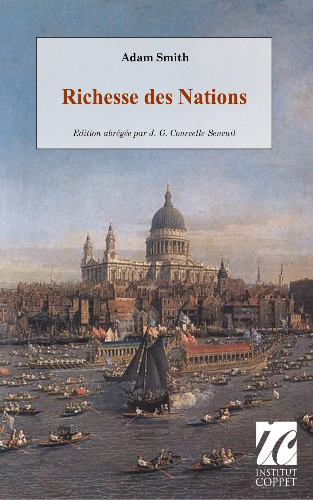 Adam Smith
Richesse des Nations
Edition abrégée par J. G. Courcelle Seneuil
INSTITUT
COPPET